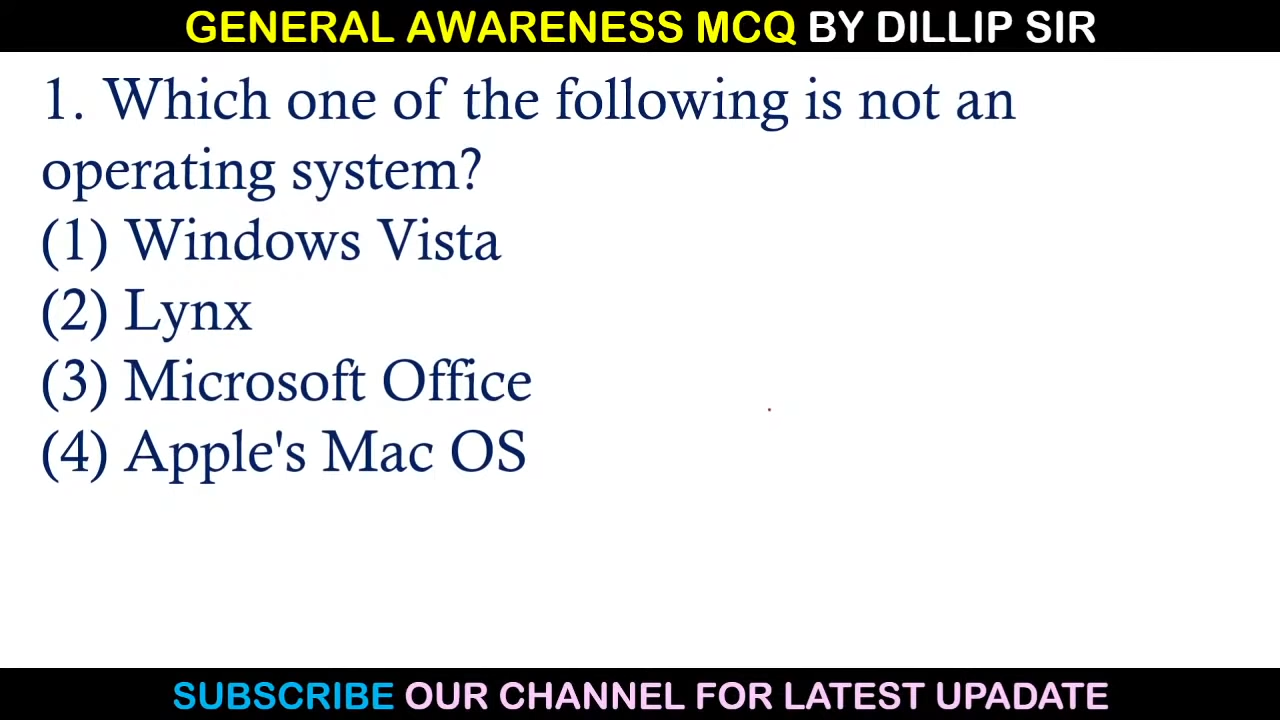 GENERAL AWARENESS MCQ BY DILLIP SIR
1. Which one of the following is not an
operating system?
(1) Windows Vista
(2) Lynx
(3) Microsoft Office
(4) Apple's Mac OS
SUBSCRIBE OUR CHANNEL FOR LATEST UPADATE